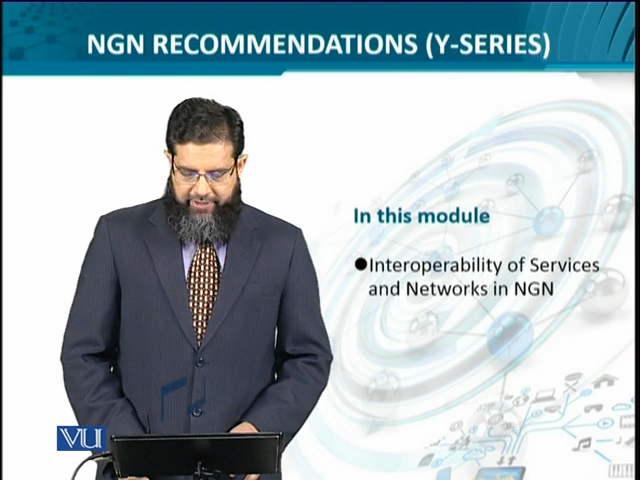 NGN RECOMMENDATIONS (Y-SERIES)
In this module
●Interoperability of Services
and Networks in NGN
VU